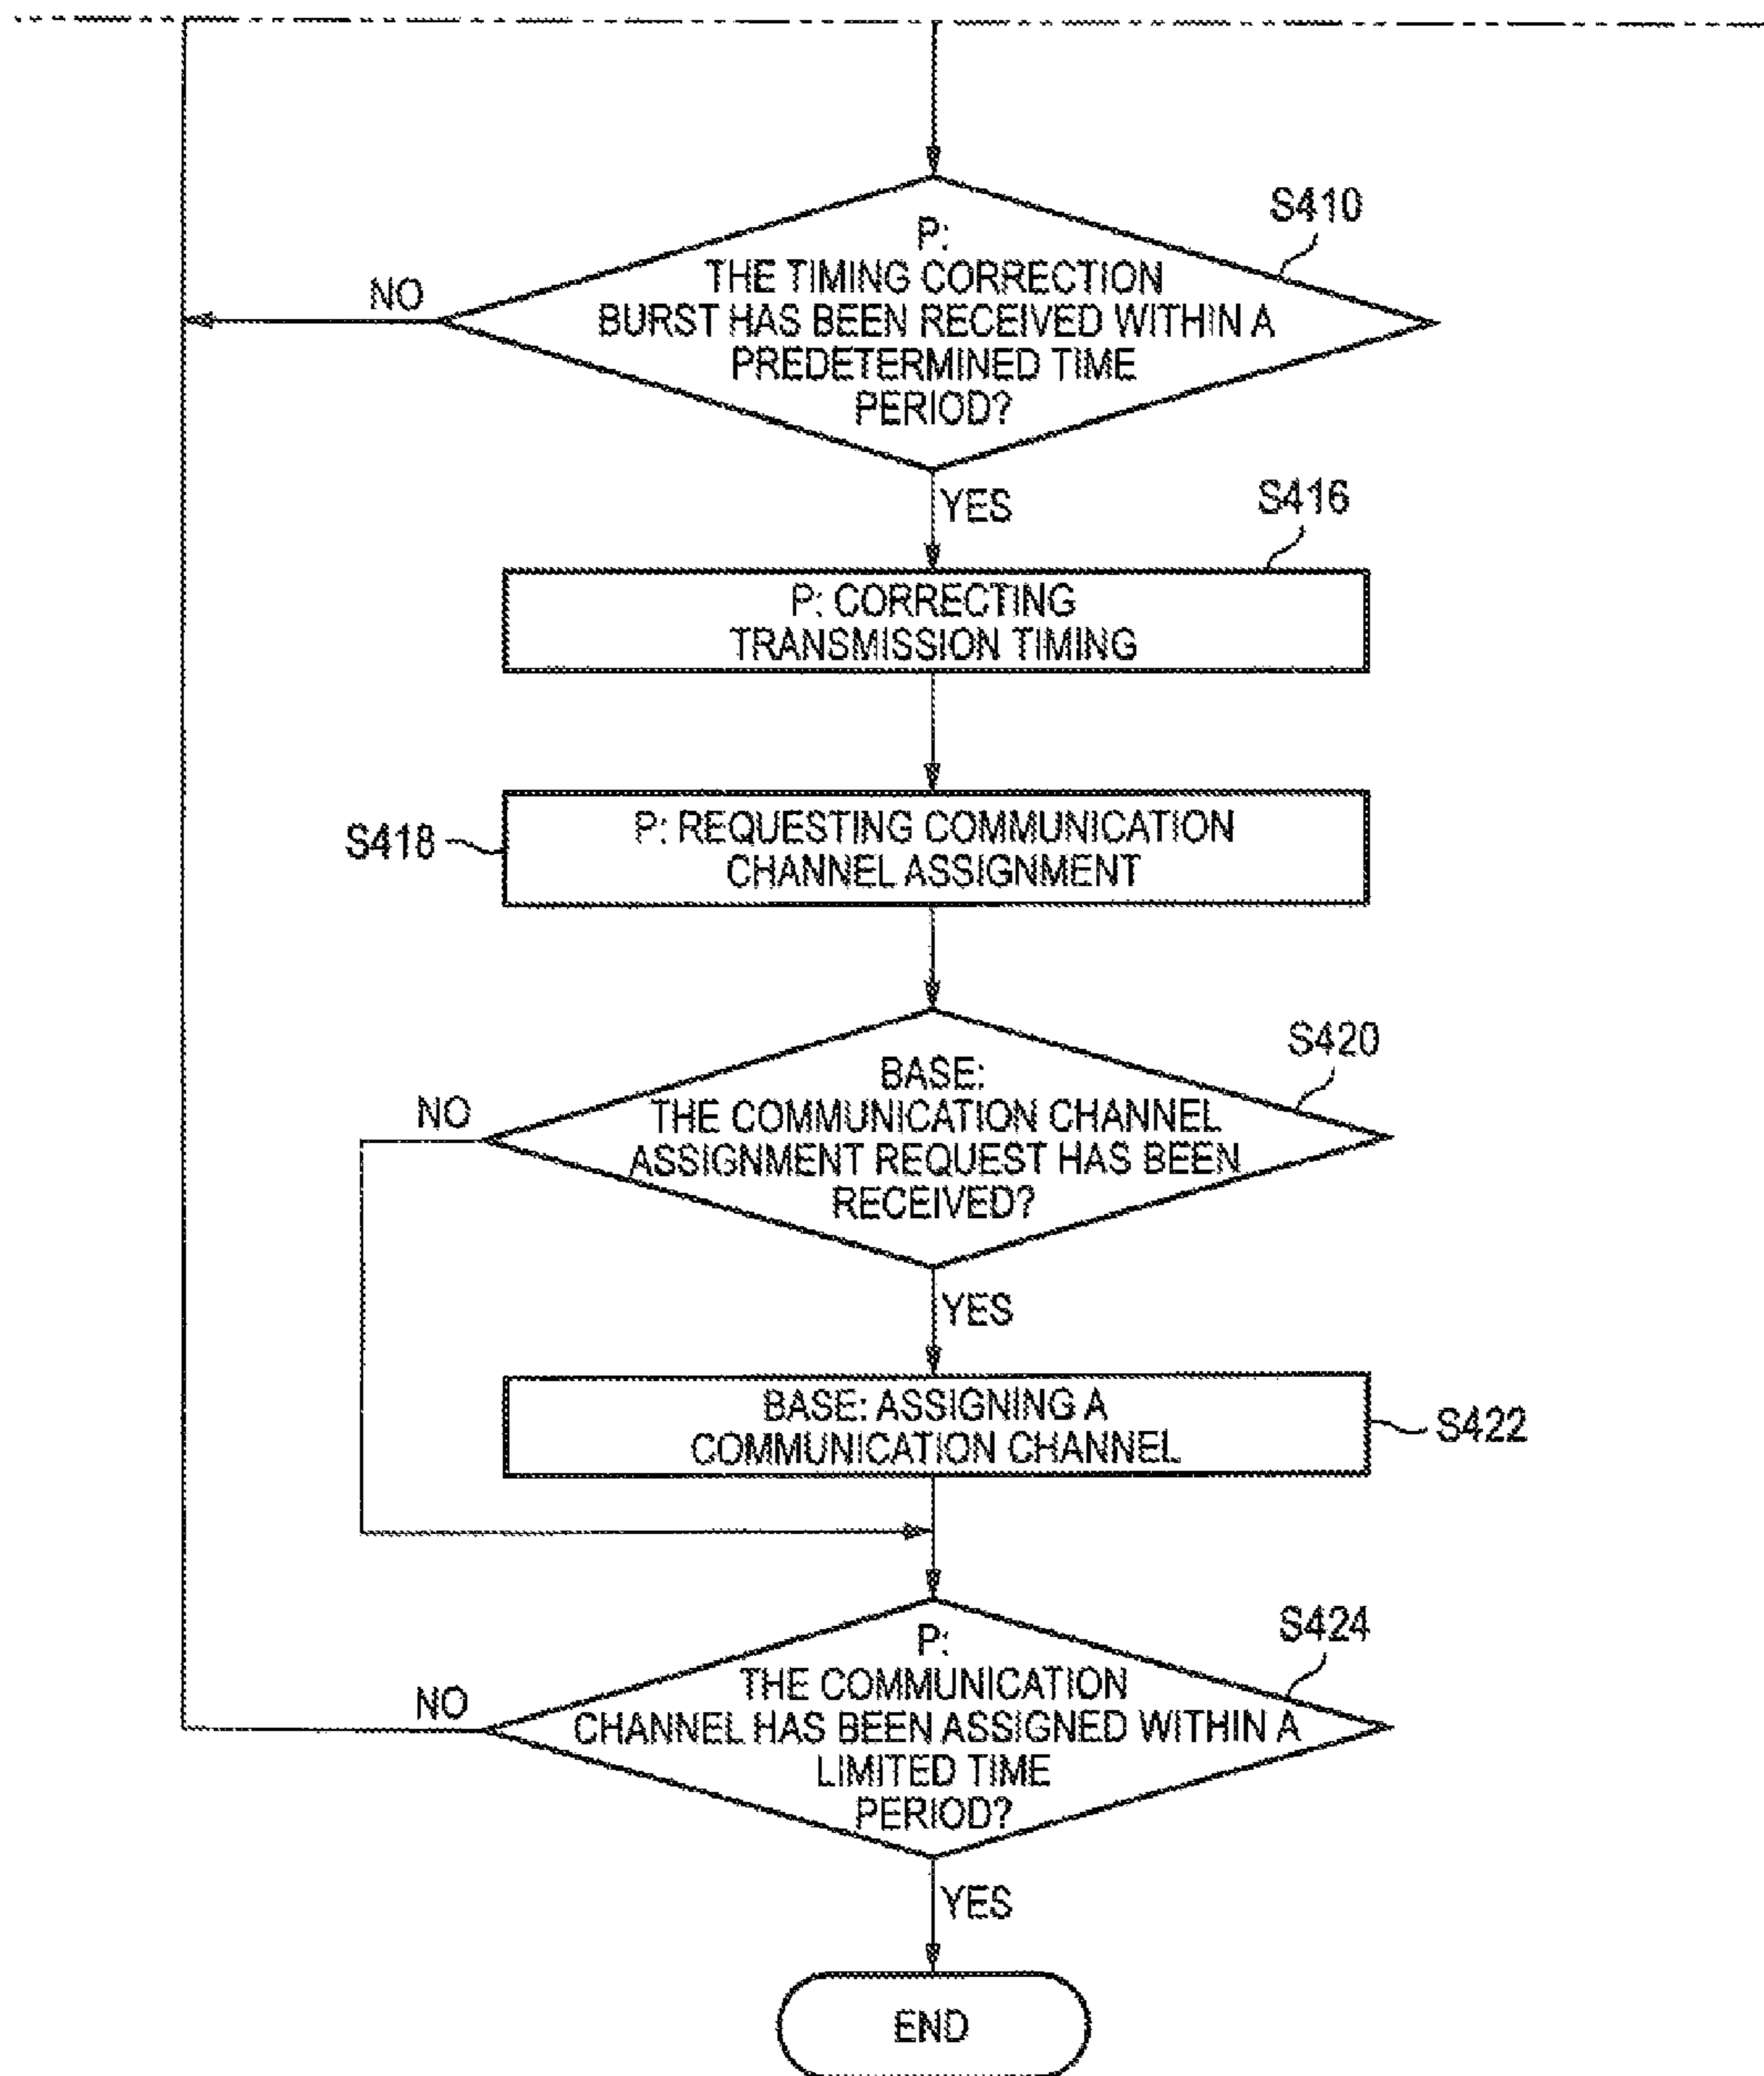 S410
P:
THE TIMING CORRECTION
BURST HAS BEEN RECEIVED WITHIN A
PREDETERMINED TIME
PERIOD?
NO
YES
S416
P: CORRECTING
TRANSMISSION TIMING
S418
P: REQUESTING COMMUNICATION
CHANNEL ASSIGNMENT
S420
BASE:
THE COMMUNICATION CHANNEL
ASSIGNMENT REQUEST HAS BEEN
RECEIVED?
NO
YES
BASE: ASSIGNING A
COMMUNICATION CHANNEL
S422
S424
P:
THE COMMUNICATION
CHANNEL HAS BEEN ASSIGNED WITHIN A
LIMITED TIME
PERIOD?
NO
YES
END